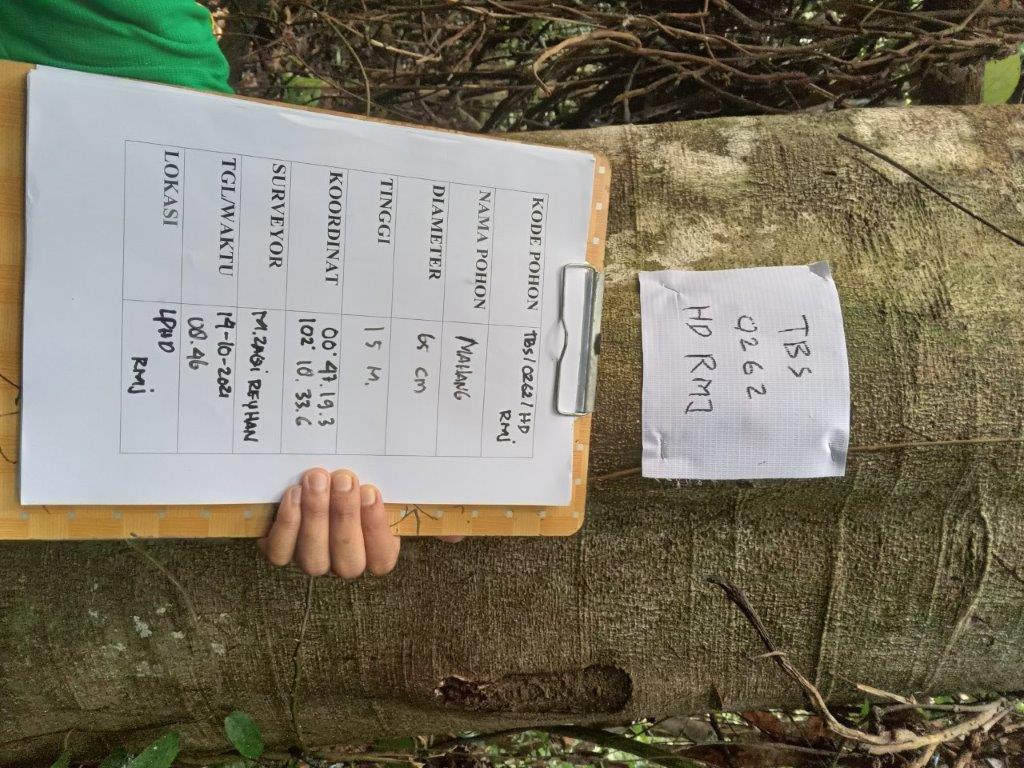 KODE POHON TBS/0262/HD RMJ
NAMA POHON MAHANG
DIAMETER 65 cm
TINGGI 15 M.
KOORDINAT 00°.47.19.3
102°.10'.33.6
SURVEYOR M.ZAGI REYHAN
TGL/WAKTU 14-10-2021
08.46
LOKASI LPHD
RMJ
TBS
0262
HD RMJ